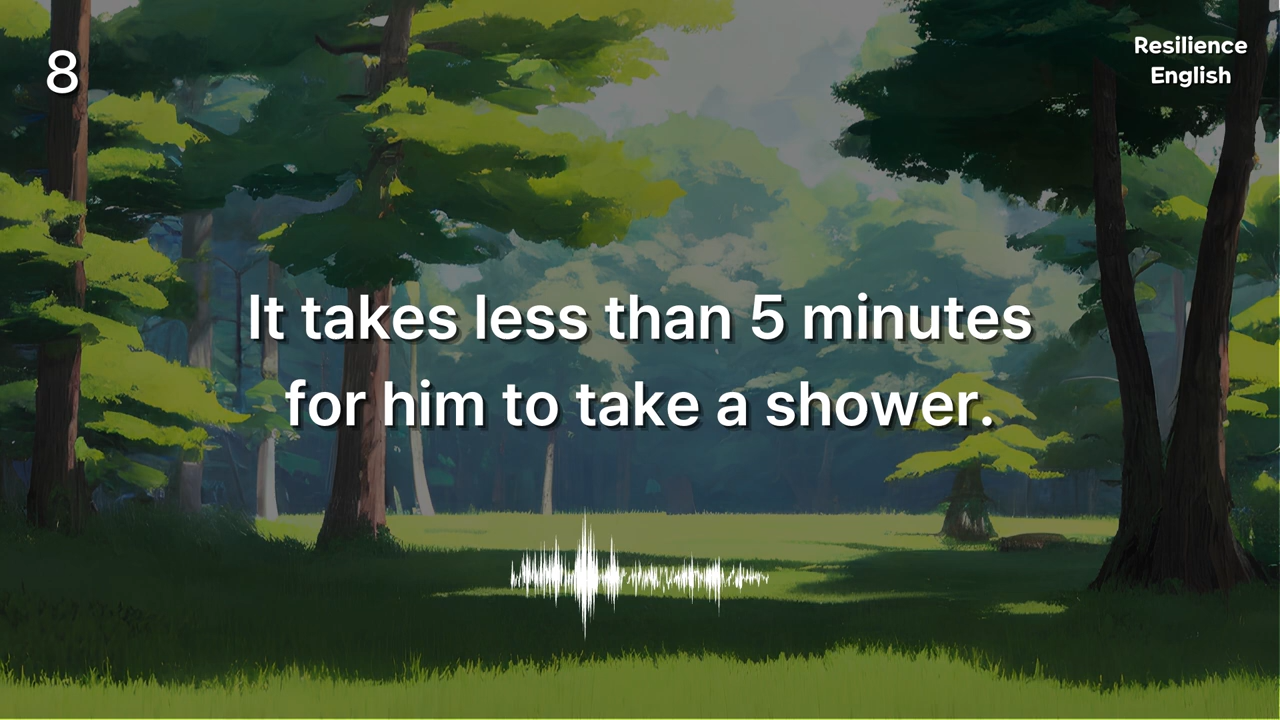 8
Resilience
English
It takes less than 5 minutes
for him to take a shower.